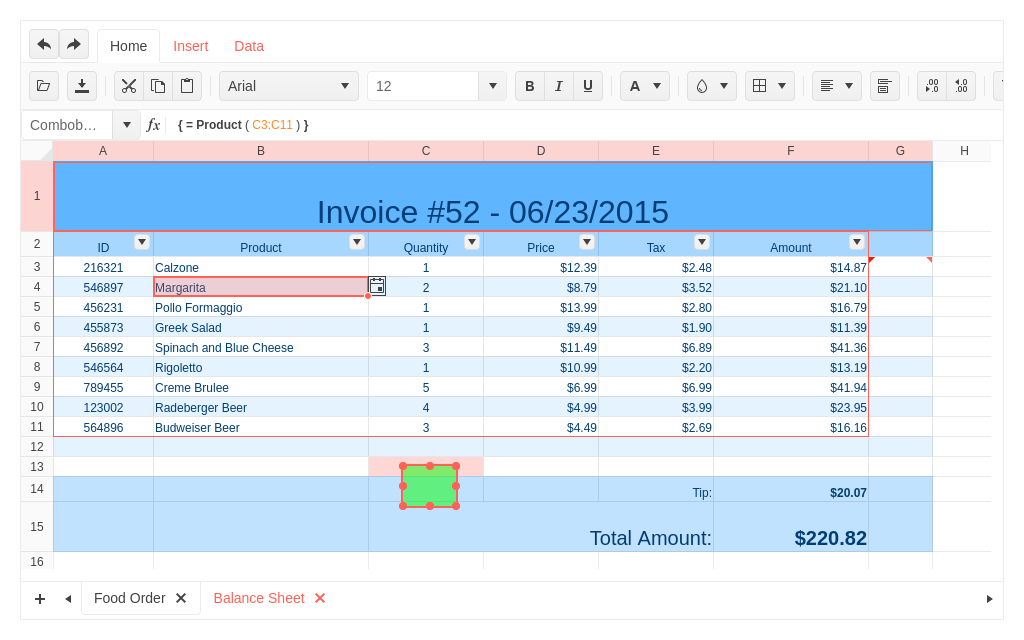 Home Insert Data
Arial 12 B I U A .00 .0 .0 .00
Combob... fx { = Product ( C3:C11 ) }
A B C D E F G H
1 Invoice #52 - 06/23/2015
2 ID Product Quantity Price Tax Amount
3 216321 Calzone 1 $12.39 $2.48 $14.87
4 546897 Margarita 2 $8.79 $3.52 $21.10
5 456231 Pollo Formaggio 1 $13.99 $2.80 $16.79
6 455873 Greek Salad 1 $9.49 $1.90 $11.39
7 456892 Spinach and Blue Cheese 3 $11.49 $6.89 $41.36
8 546564 Rigoletto 1 $10.99 $2.20 $13.19
9 789455 Creme Brulee 5 $6.99 $6.99 $41.94
10 123002 Radeberger Beer 4 $4.99 $3.99 $23.95
11 564896 Budweiser Beer 3 $4.49 $2.69 $16.16
12
13
14 Tip: $20.07
15 Total Amount: $220.82
16
Food Order Balance Sheet